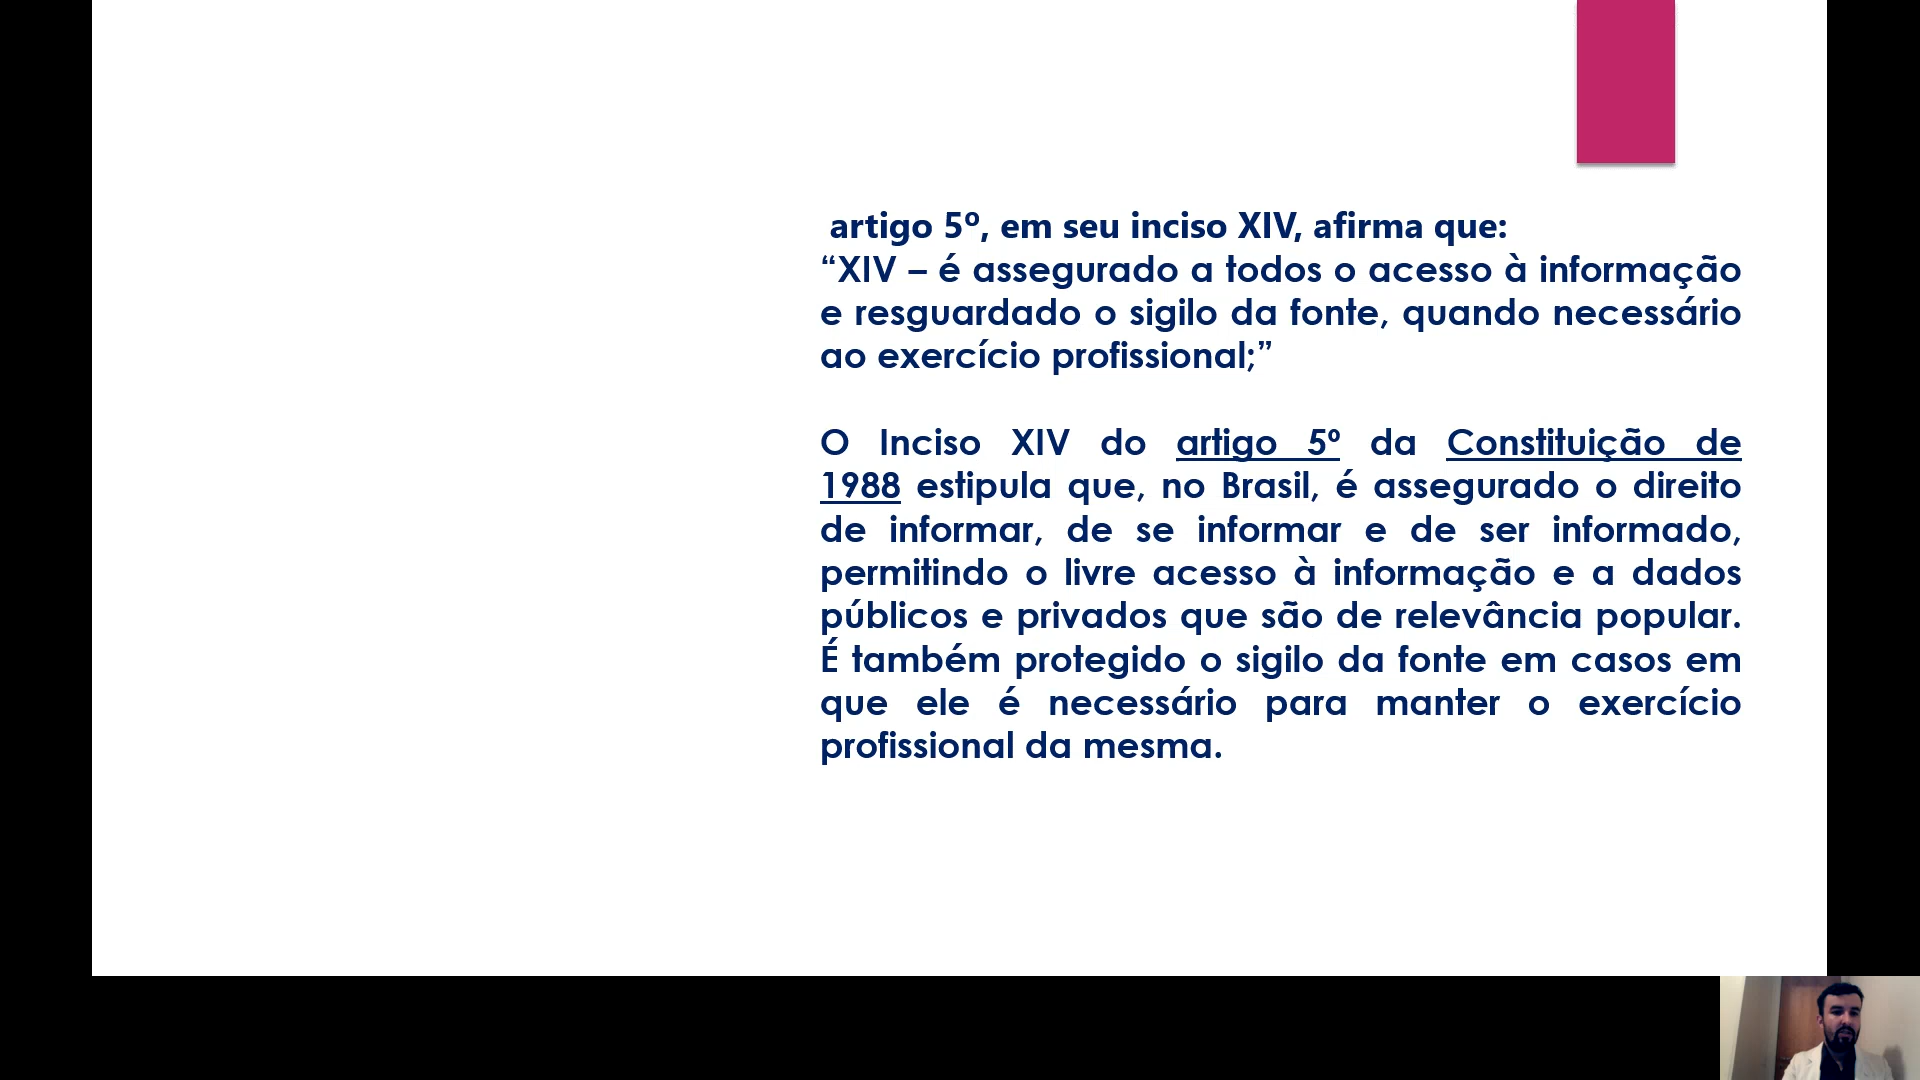 artigo 5º, em seu inciso XIV, afirma que:
“XIV – é assegurado a todos o acesso à informação
e resguardado o sigilo da fonte, quando necessário
ao exercício profissional;”
O Inciso XIV do artigo 5º da Constituição de
1988 estipula que, no Brasil, é assegurado o direito
de informar, de se informar e de ser informado,
permitindo o livre acesso à informação e a dados
públicos e privados que são de relevância popular.
É também protegido o sigilo da fonte em casos em
que ele é necessário para manter o exercício
profissional da mesma.